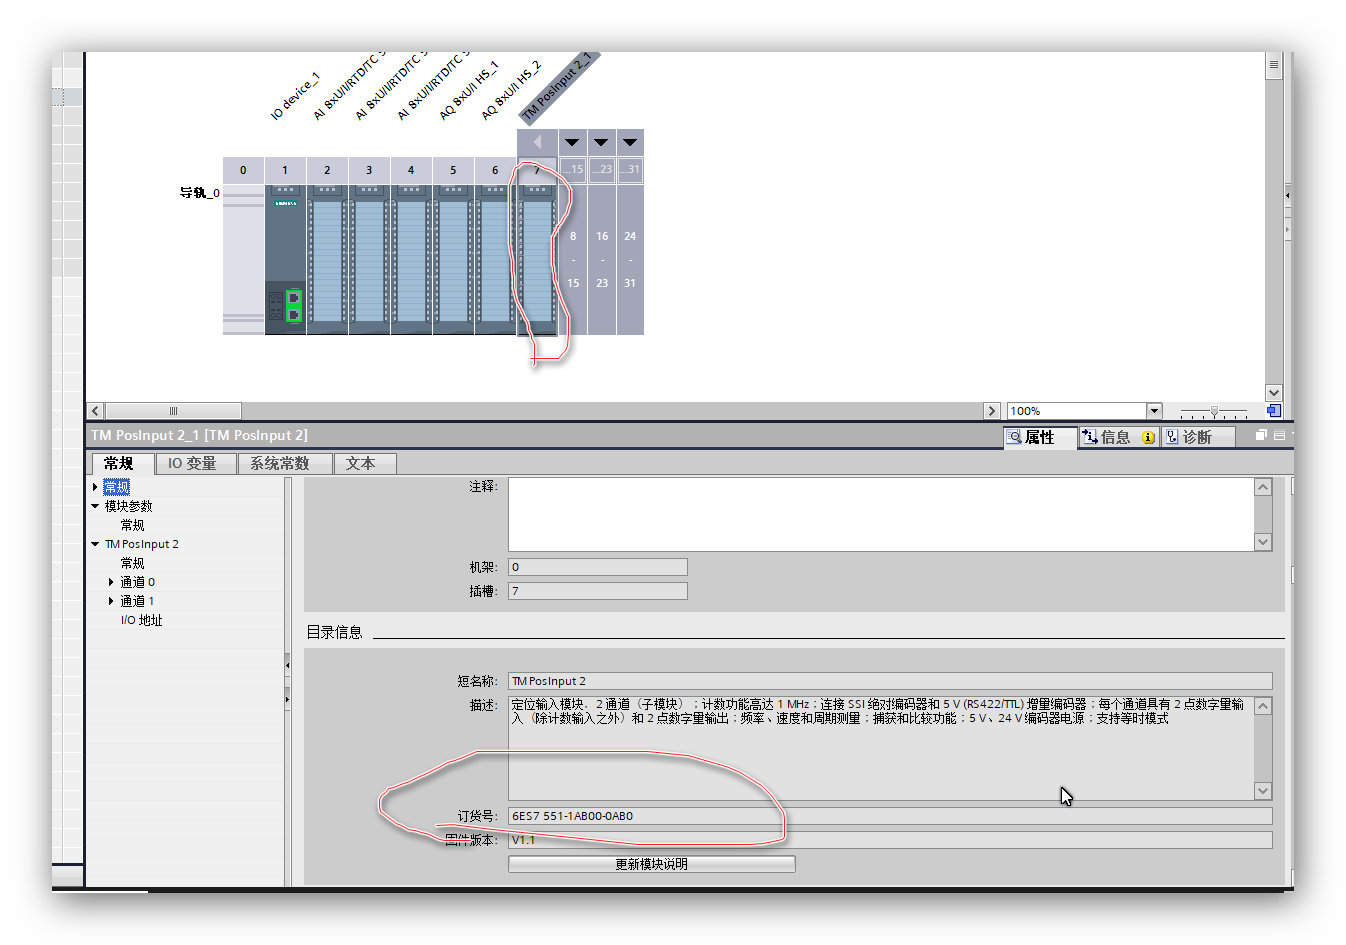 IO device_1
AI 8xU/I/RTD/TC
AI 8xU/I/RTD/TC
AI 8xU/I/RTD/TC
AQ 8xU/I HS_1
AQ 8xU/I HS_2
TM PosInput 2_1
0 1 2 3 4 5 6 7 ...15 ...23 ...31
导轨_0
SIEMENS
8 16 24
- - -
15 23 31
100%
TM PosInput 2_1 [TM PosInput 2]
属性 信息 诊断
常规 IO 变量 系统常数 文本
常规
模块参数
常规
TM PosInput 2
常规
通道 0
通道 1
I/O 地址
注释:
机架: 0
插槽: 7
目录信息
短名称: TM PosInput 2
描述: 定位输入模块，2 通道（子模块）；计数功能高达 1 MHz；连接 SSI 绝对编码器和 5 V (RS422/TTL) 增量编码器；每个通道具有 2 点数字量输
入（除计数输入之外）和 2 点数字量输出；频率、速度和周期测量；捕获和比较功能；5 V、24 V 编码器电源；支持等时模式
订货号: 6ES7 551-1AB00-0AB0
固件版本: V1.1
更新模块说明